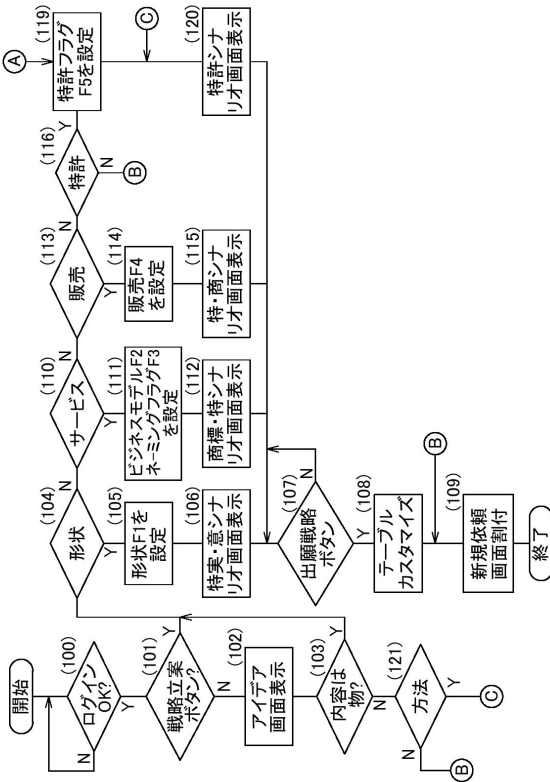 開始
(100)
ログイン
OK?
N
Y
(101)
戦略立案
ボタン?
Y
N
(102)
アイデア
画面表示
(103)
内容は
物?
Y
N
(121)
方法
N
Y
B
C
(104)
形状
N
Y
(105)
形状F1を
設定
(106)
特実・意シナ
リオ画面表示
(107)
出願戦略
ボタン
N
Y
(108)
テーブル
カスタマイズ
B
(109)
新規依頼
画面割付
終了
(110)
サービス
N
Y
(111)
ビジネスモデルF2
ネーミングフラグF3
を設定
(112)
商標・特シナ
リオ画面表示
(113)
販売
N
Y
(114)
販売F4
を設定
(115)
特・商シナ
リオ画面表示
(116)
特許
Y
N
B
A
(119)
特許フラグ
F5を設定
C
(120)
特許シナ
リオ画面表示